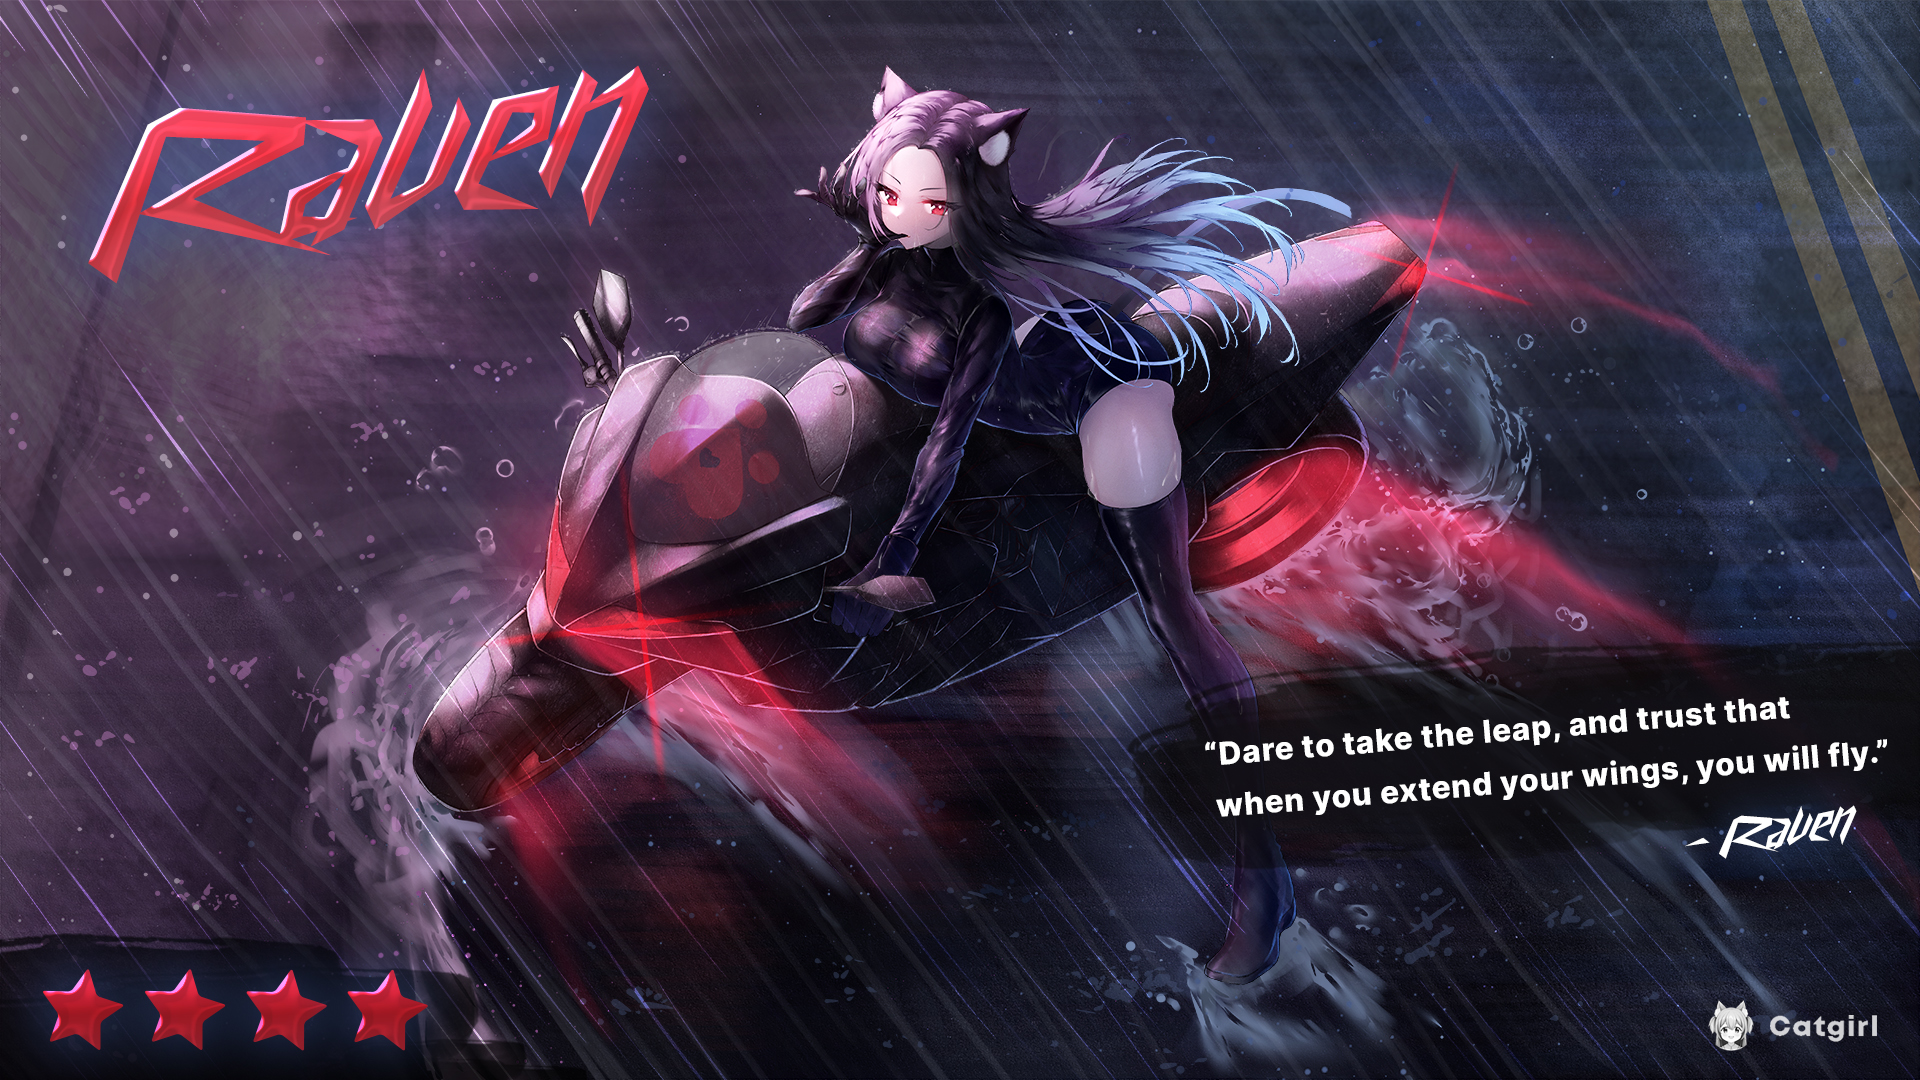 Raven
“Dare to take the leap, and trust that
when you extend your wings, you will fly.”
– Raven
Catgirl